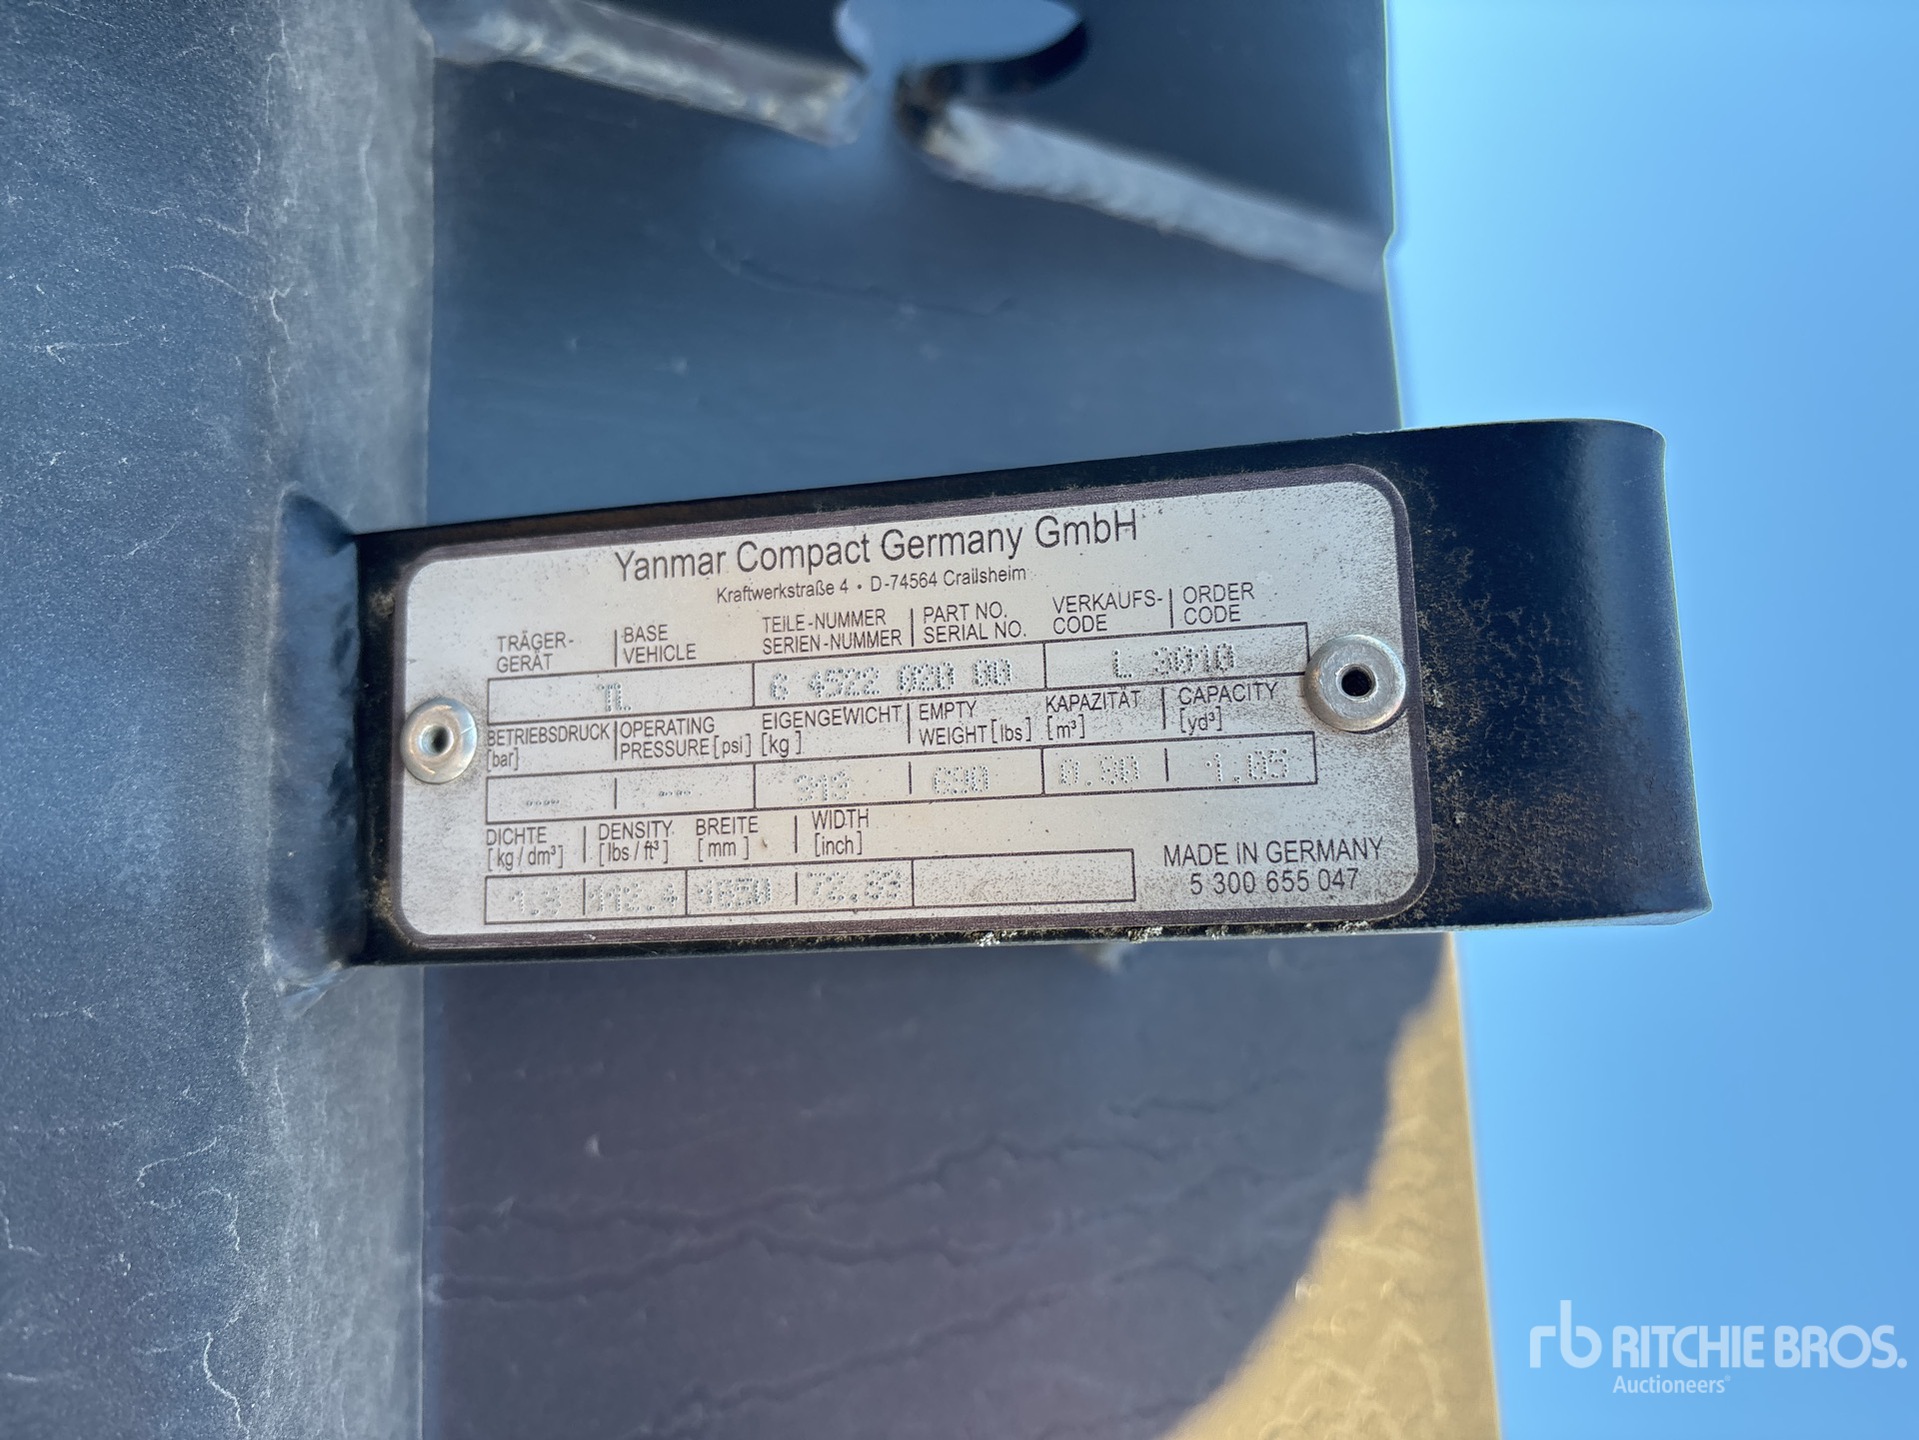 Yanmar Compact Germany GmbH
Kraftwerkstraße 4 • D-74564 Crailsheim
TRÄGER-GERÄT | BASE VEHICLE
TEILE-NUMMER SERIEN-NUMMER | PART NO. SERIAL NO.
VERKAUFS-CODE | ORDER CODE
TL 6 4522 020 00 L 3010
BETRIEBSDRUCK [bar] | OPERATING PRESSURE [psi]
EIGENGEWICHT [kg] | EMPTY WEIGHT [lbs]
KAPAZITÄT [m³] | CAPACITY [yd³]
---- | ---- 313 | 690 0.80 | 1.05
DICHTE [kg/dm³] | DENSITY [lbs/ft³]
BREITE [mm] | WIDTH [inch]
1.8 | 112.4 1850 | 72.83
MADE IN GERMANY
5 300 655 047
rb RITCHIE BROS.
Auctioneers